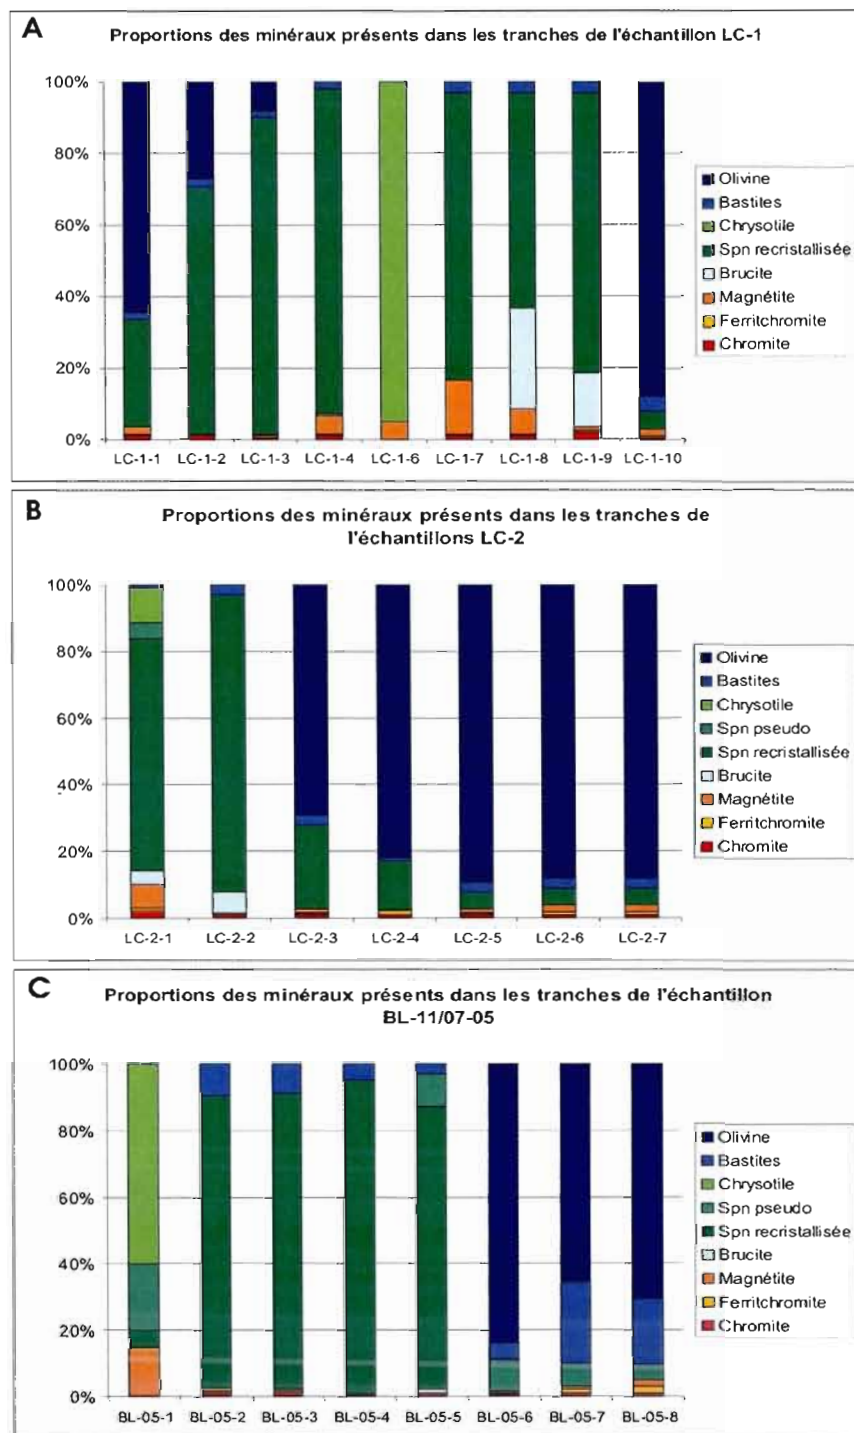 A
Proportions des minéraux présents dans les tranches de l'échantillon LC-1
100%
80%
60%
40%
20%
0%
LC-1-1 LC-1-2 LC-1-3 LC-1-4 LC-1-6 LC-1-7 LC-1-8 LC-1-9 LC-1-10
Olivine
Bastites
Chrysotile
Spn recristallisée
Brucite
Magnétite
Ferritchromite
Chromite
B
Proportions des minéraux présents dans les tranches de
l'échantillons LC-2
100%
80%
60%
40%
20%
0%
LC-2-1 LC-2-2 LC-2-3 LC-2-4 LC-2-5 LC-2-6 LC-2-7
Olivine
Bastites
Chrysotile
Spn pseudo
Spn recristallisée
Brucite
Magnétite
Ferritchromite
Chromite
C
Proportions des minéraux présents dans les tranches de l'échantillon
BL-11/07-05
100%
80%
60%
40%
20%
0%
BL-05-1 BL-05-2 BL-05-3 BL-05-4 BL-05-5 BL-05-6 BL-05-7 BL-05-8
Olivine
Bastites
Chrysotile
Spn pseudo
Spn recristallisée
Brucite
Magnétite
Ferritchromite
Chromite